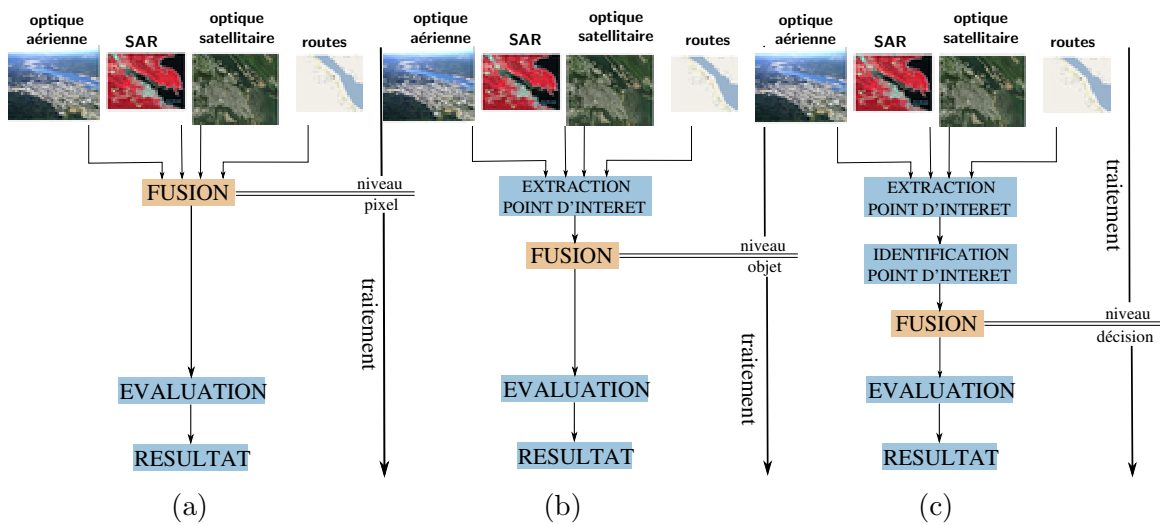 optique
aérienne
SAR
optique
satellitaire
routes
FUSION
niveau
pixel
traitement
EVALUATION
RESULTAT
(a)
optique
aérienne
SAR
optique
satellitaire
routes
EXTRACTION
POINT D'INTERET
FUSION
niveau
objet
traitement
EVALUATION
RESULTAT
(b)
optique
aérienne
SAR
optique
satellitaire
routes
EXTRACTION
POINT D'INTERET
traitement
IDENTIFICATION
POINT D'INTERET
FUSION
niveau
décision
EVALUATION
RESULTAT
(c)